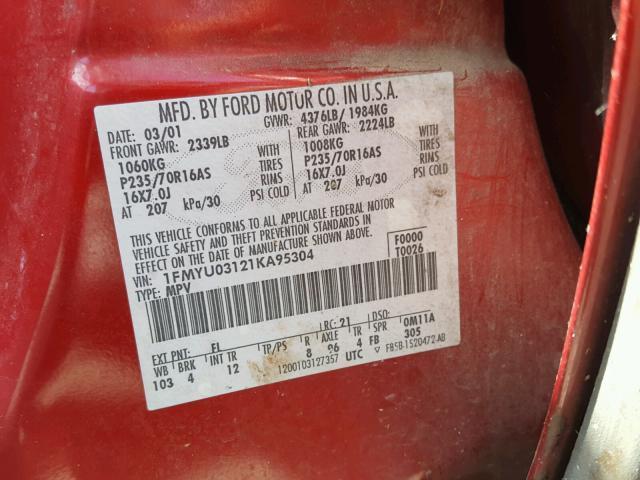 MFD. BY FORD MOTOR CO. IN U.S.A.
DATE: 03/01 GVWR: 4376LB/ 1984KG
FRONT GAWR: 2339LB REAR GAWR: 2224LB
1060KG WITH 1008KG WITH
P235/70R16AS TIRES P235/70R16AS TIRES
16X7.0J RIMS 16X7.0J RIMS
AT 207 kPa/30 PSI COLD AT 207 kPa/30 PSI COLD
THIS VEHICLE CONFORMS TO ALL APPLICABLE FEDERAL MOTOR
VEHICLE SAFETY AND THEFT PREVENTION STANDARDS IN
EFFECT ON THE DATE OF MANUFACTURE SHOWN ABOVE.
VIN: 1FMYU03121KA95304 F0000
TYPE: MPV T0026
EXT PNT: FL RC: 21 DSO:
WB BRK INT TR TP/PS R AXLE TR SPR 0M11A
103 4 12 8 96 4 FB 305
1200103127357 UTC F85B-1520472-AB